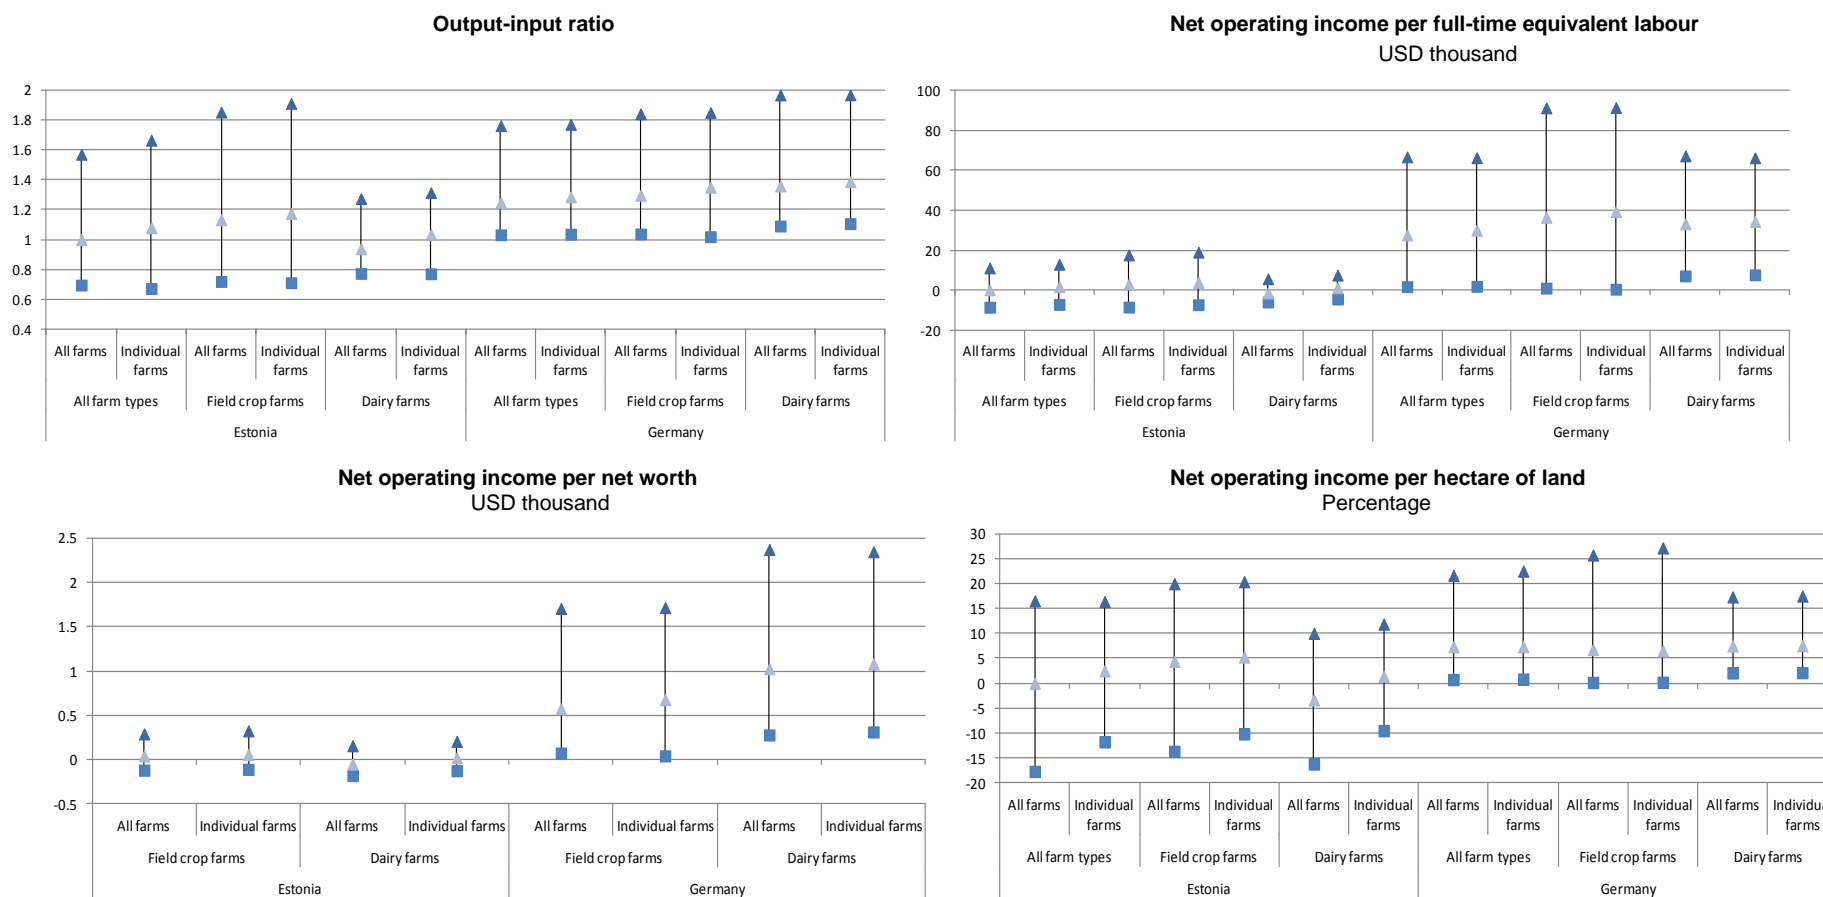 Output-input ratio
2
1.8
1.6
1.4
1.2
1
0.8
0.6
0.4
All farms Individual farms All farms Individual farms All farms Individual farms All farms Individual farms All farms Individual farms All farms Individual farms
All farm types Field crop farms Dairy farms All farm types Field crop farms Dairy farms
Estonia Germany
Net operating income per full-time equivalent labour
USD thousand
100
80
60
40
20
0
-20
All farms Individual farms All farms Individual farms All farms Individual farms All farms Individual farms All farms Individual farms All farms Individual farms
All farm types Field crop farms Dairy farms All farm types Field crop farms Dairy farms
Estonia Germany
Net operating income per net worth
USD thousand
2.5
2
1.5
1
0.5
0
-0.5
All farms Individual farms All farms Individual farms All farms Individual farms All farms Individual farms
Field crop farms Dairy farms Field crop farms Dairy farms
Estonia Germany
Net operating income per hectare of land
Percentage
30
25
20
15
10
5
0
-5
-10
-15
-20
All farms Individual farms All farms Individual farms All farms Individual farms All farms Individual farms All farms Individual farms All farms Individua farms
All farm types Field crop farms Dairy farms All farm types Field crop farms Dairy farms
Estonia Germany